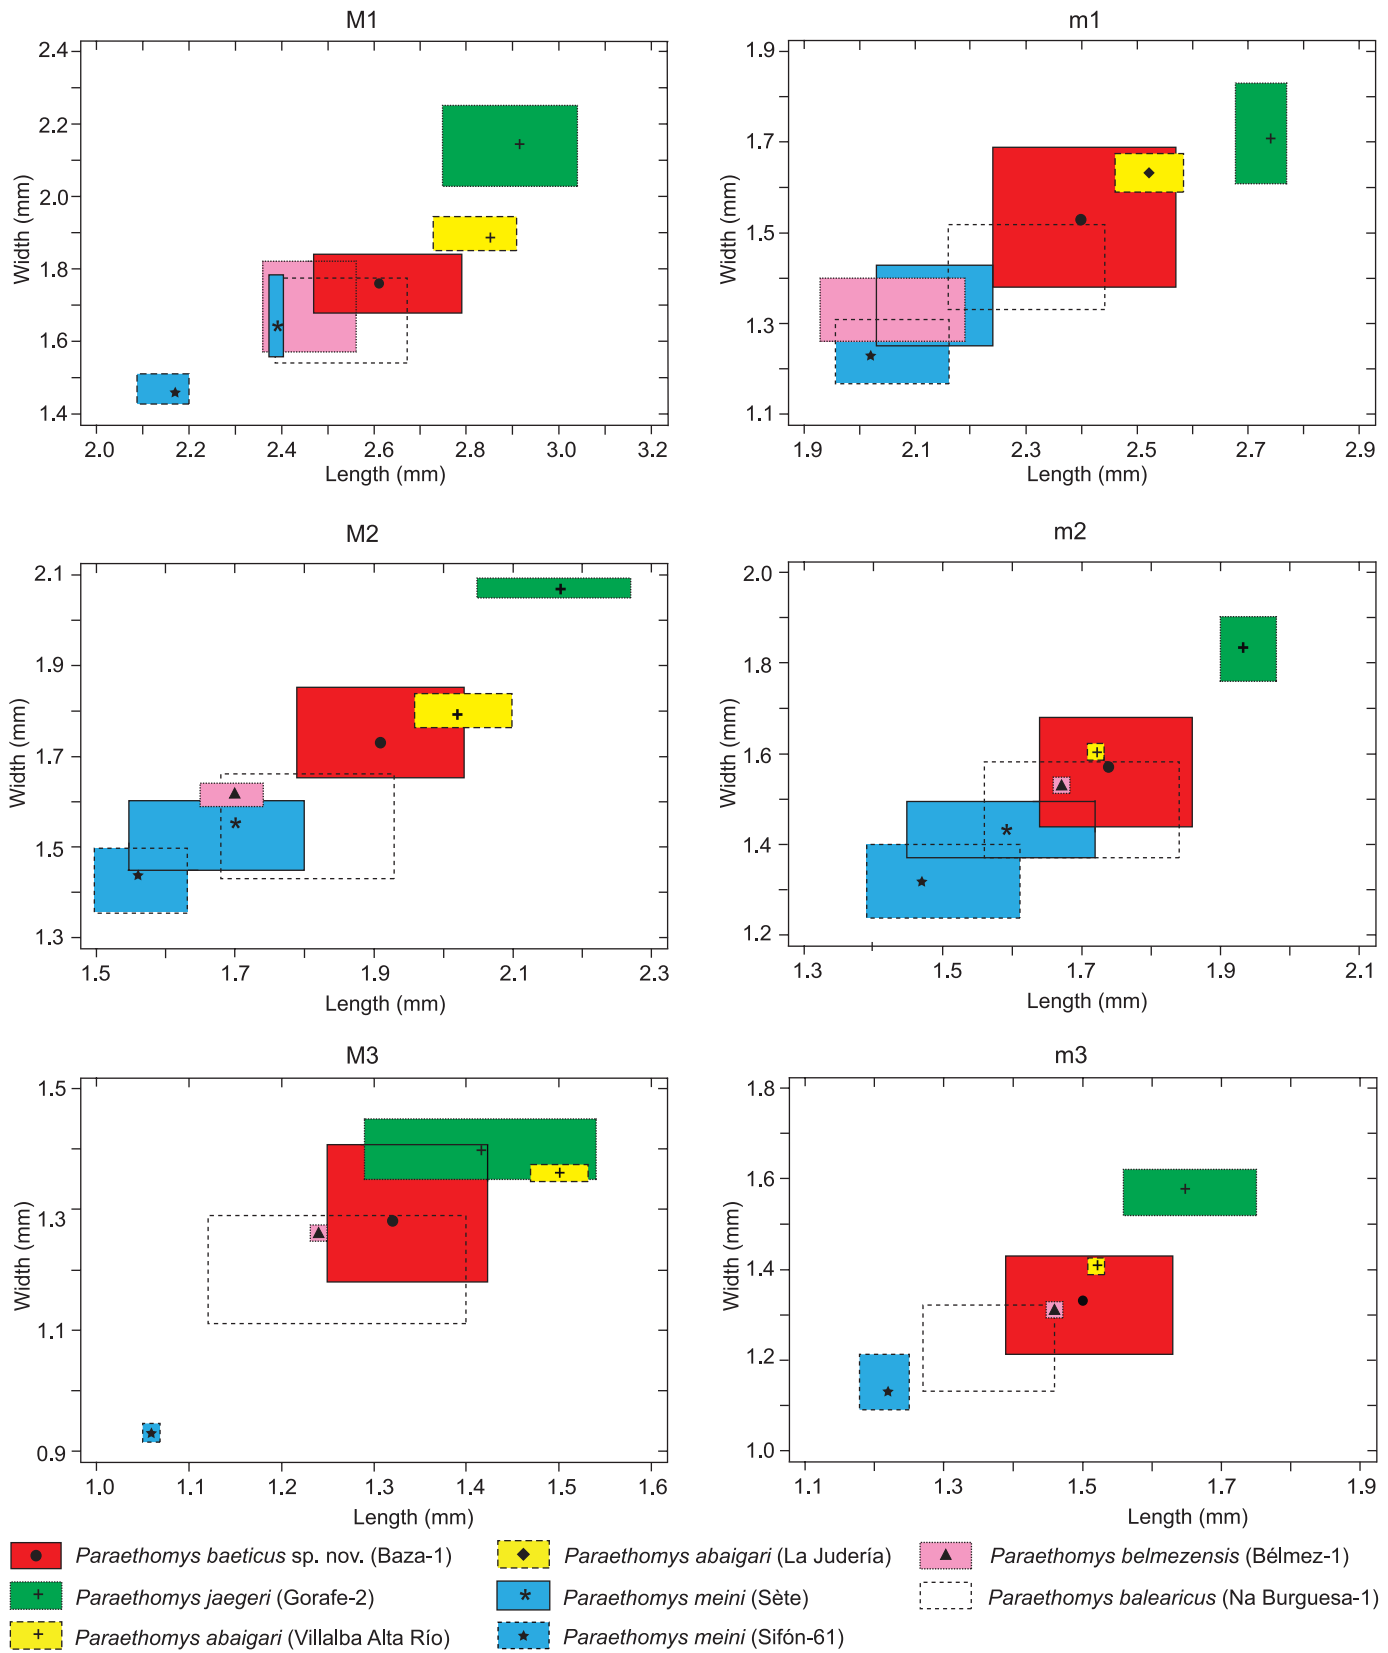 M1
2.4
2.2
2.0
1.8
1.6
1.4
Width (mm)
2.0 2.2 2.4 2.6 2.8 3.0 3.2
Length (mm)
m1
1.9
1.7
1.5
1.3
1.1
Width (mm)
1.9 2.1 2.3 2.5 2.7 2.9
Length (mm)
M2
2.1
1.9
1.7
1.5
1.3
Width (mm)
1.5 1.7 1.9 2.1 2.3
Length (mm)
m2
2.0
1.8
1.6
1.4
1.2
Width (mm)
1.3 1.5 1.7 1.9 2.1
Length (mm)
M3
1.5
1.3
1.1
0.9
Width (mm)
1.0 1.1 1.2 1.3 1.4 1.5 1.6
Length (mm)
m3
1.8
1.6
1.4
1.2
1.0
Width (mm)
1.1 1.3 1.5 1.7 1.9
Length (mm)
Paraethomys baeticus sp. nov. (Baza-1)
Paraethomys jaegeri (Gorafe-2)
Paraethomys abaigari (Villalba Alta Río)
Paraethomys abaigari (La Judería)
Paraethomys meini (Sète)
Paraethomys meini (Sifón-61)
Paraethomys belmezensis (Bélmez-1)
Paraethomys balearicus (Na Burguesa-1)